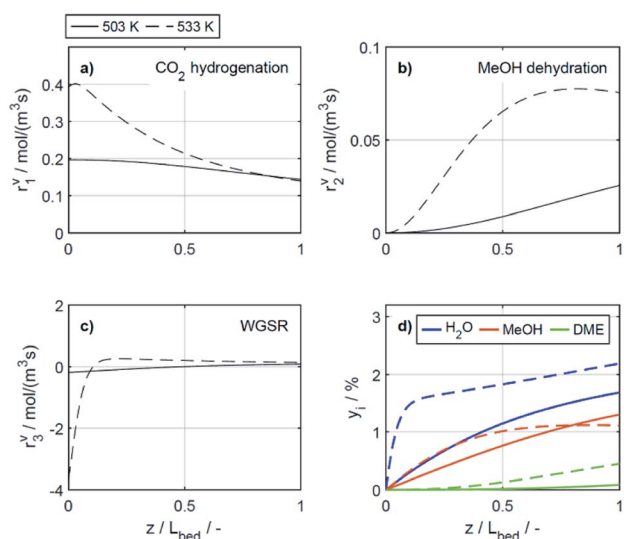 503 K 533 K
a) CO2 hydrogenation
r1v / mol/(m3s)
0.4
0.3
0.2
0.1
0
0 0.5 1
b) MeOH dehydration
r2v / mol/(m3s)
0.1
0.05
0
0 0.5 1
c) WGSR
r3v / mol/(m3s)
2
0
-2
-4
0 0.5 1
z / Lbed / -
d) H2O MeOH DME
yi / %
3
2
1
0
0 0.5 1
z / Lbed / -